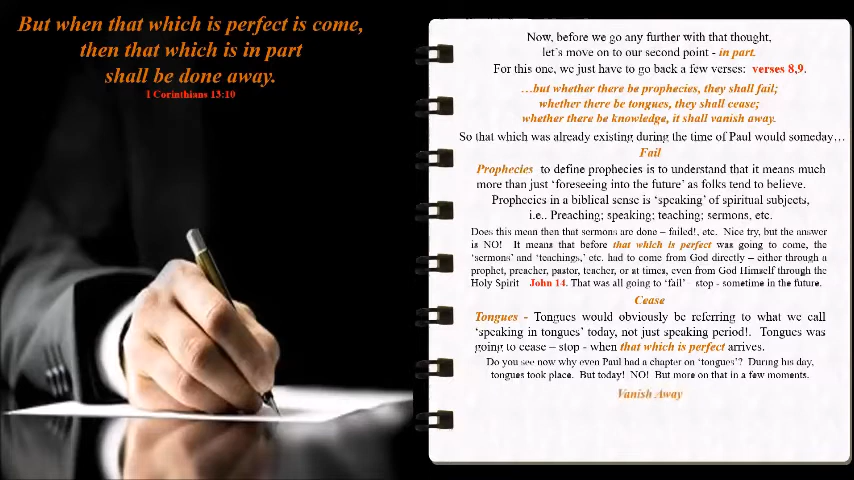 But when that which is perfect is come,
then that which is in part
shall be done away.
I Corinthians 13:10
Now, before we go any further with that thought,
let's move on to our second point - in part.
For this one, we just have to go back a few verses: verses 8,9.
…but whether there be prophecies, they shall fail;
whether there be tongues, they shall cease;
whether there be knowledge, it shall vanish away.
So that which was already existing during the time of Paul would someday…
Fail
Prophecies to define prophecies is to understand that it means much
more than just 'foreseeing into the future' as folks tend to believe.
Prophecies in a biblical sense is 'speaking' of spiritual subjects,
i.e.. Preaching; speaking; teaching; sermons, etc.
Does this mean then that sermons are done – failed!, etc. Nice try, but the answer
is NO! It means that before that which is perfect was going to come, the
'sermons' and 'teachings,' etc. had to come from God directly – either through a
prophet, preacher, pastor, teacher, or at times, even from God Himself through the
Holy Spirit John 14. That was all going to 'fail' – stop - sometime in the future.
Cease
Tongues - Tongues would obviously be referring to what we call
'speaking in tongues' today, not just speaking period!. Tongues was
going to cease – stop - when that which is perfect arrives.
Do you see now why even Paul had a chapter on 'tongues'? During his day,
tongues took place. But today! NO! But more on that in a few moments.
Vanish Away